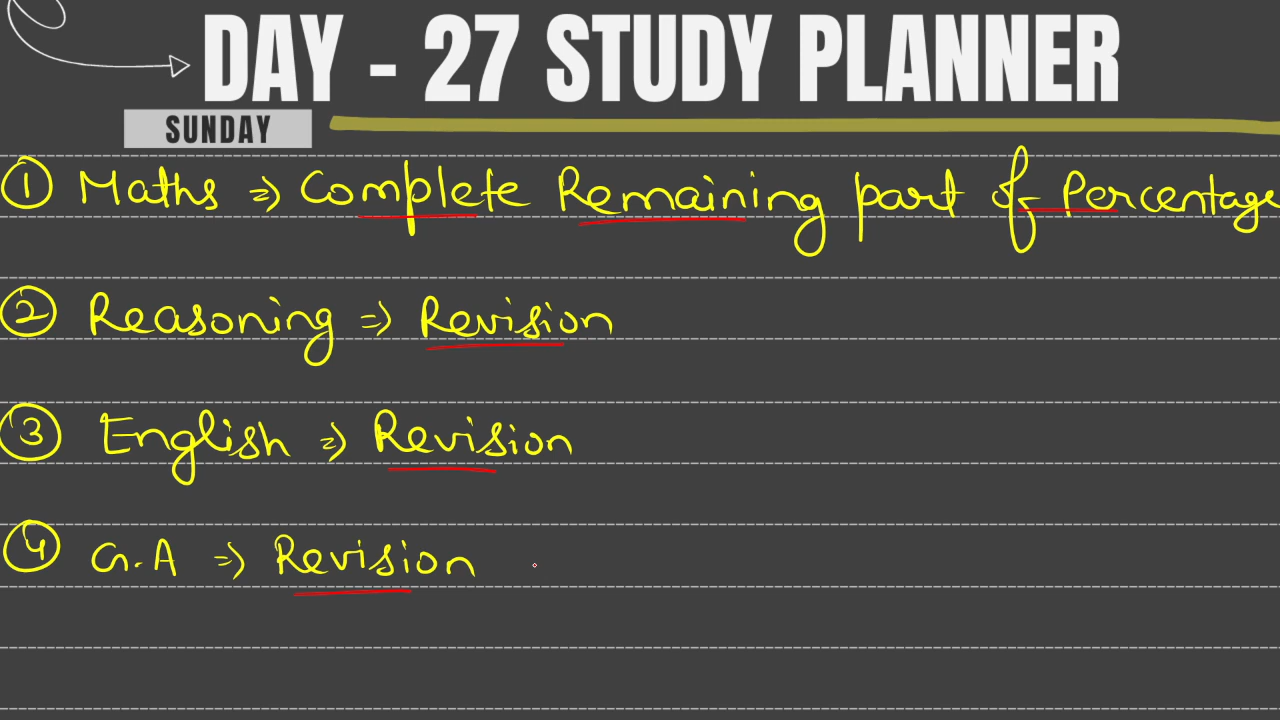 DAY - 27 STUDY PLANNER
SUNDAY
① Maths => Complete Remaining part of Percentage
② Reasoning => Revision
③ English => Revision
④ G.A => Revision